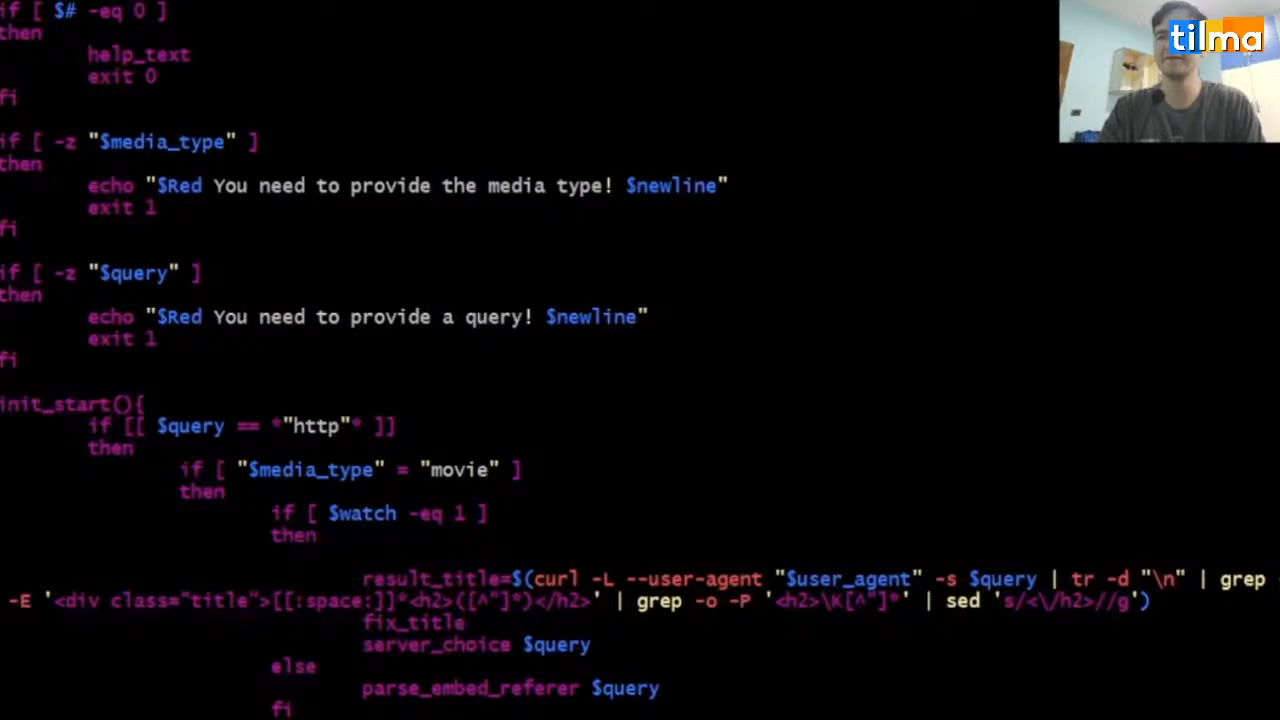 if [ $# -eq 0 ]
then
help_text
exit 0
fi
if [ -z "$media_type" ]
then
echo "$Red You need to provide the media type! $newline"
exit 1
fi
if [ -z "$query" ]
then
echo "$Red You need to provide a query! $newline"
exit 1
fi
init_start(){
if [[ $query == *"http"* ]]
then
if [ "$media_type" = "movie" ]
then
if [ $watch -eq 1 ]
then
result_title=$(curl -L --user-agent "$user_agent" -s $query | tr -d "\n" | grep
-E '<div class="title">[[:space:]]*<h2>([^"]*)</h2>' | grep -o -P '<h2>\K[^"]*' | sed 's/<\/h2>//g')
fix_title
server_choice $query
else
parse_embed_referer $query
fi
tilma